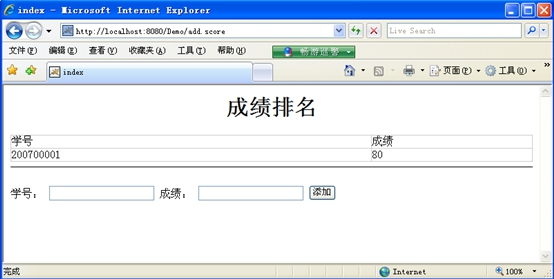 index - Microsoft Internet Explorer
http://localhost:8080/Demo/add.score
Live Search
文件(F) 编辑(E) 查看(V) 收藏夹(A) 工具(T) 帮助(H)
index
页面(P) 工具(O)
成绩排名
学号 成绩
200700001 80
学号： 成绩： 添加
完成 Internet 100%